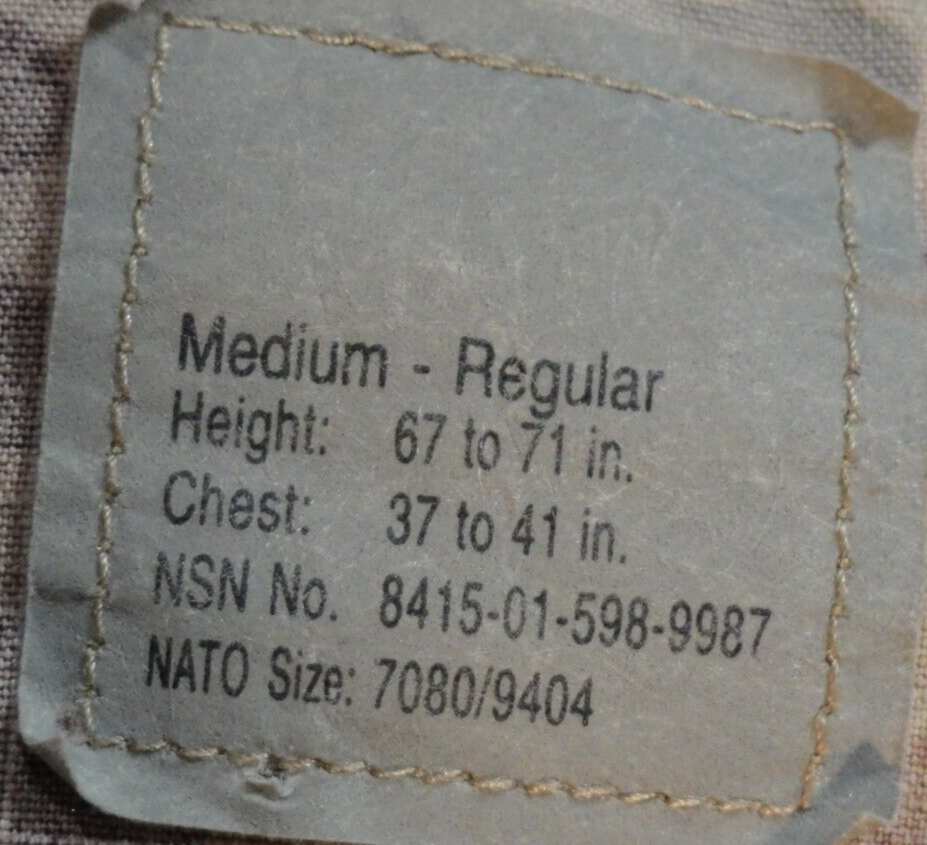 Medium - Regular
Height: 67 to 71 in.
Chest: 37 to 41 in.
NSN No. 8415-01-598-9987
NATO Size: 7080/9404